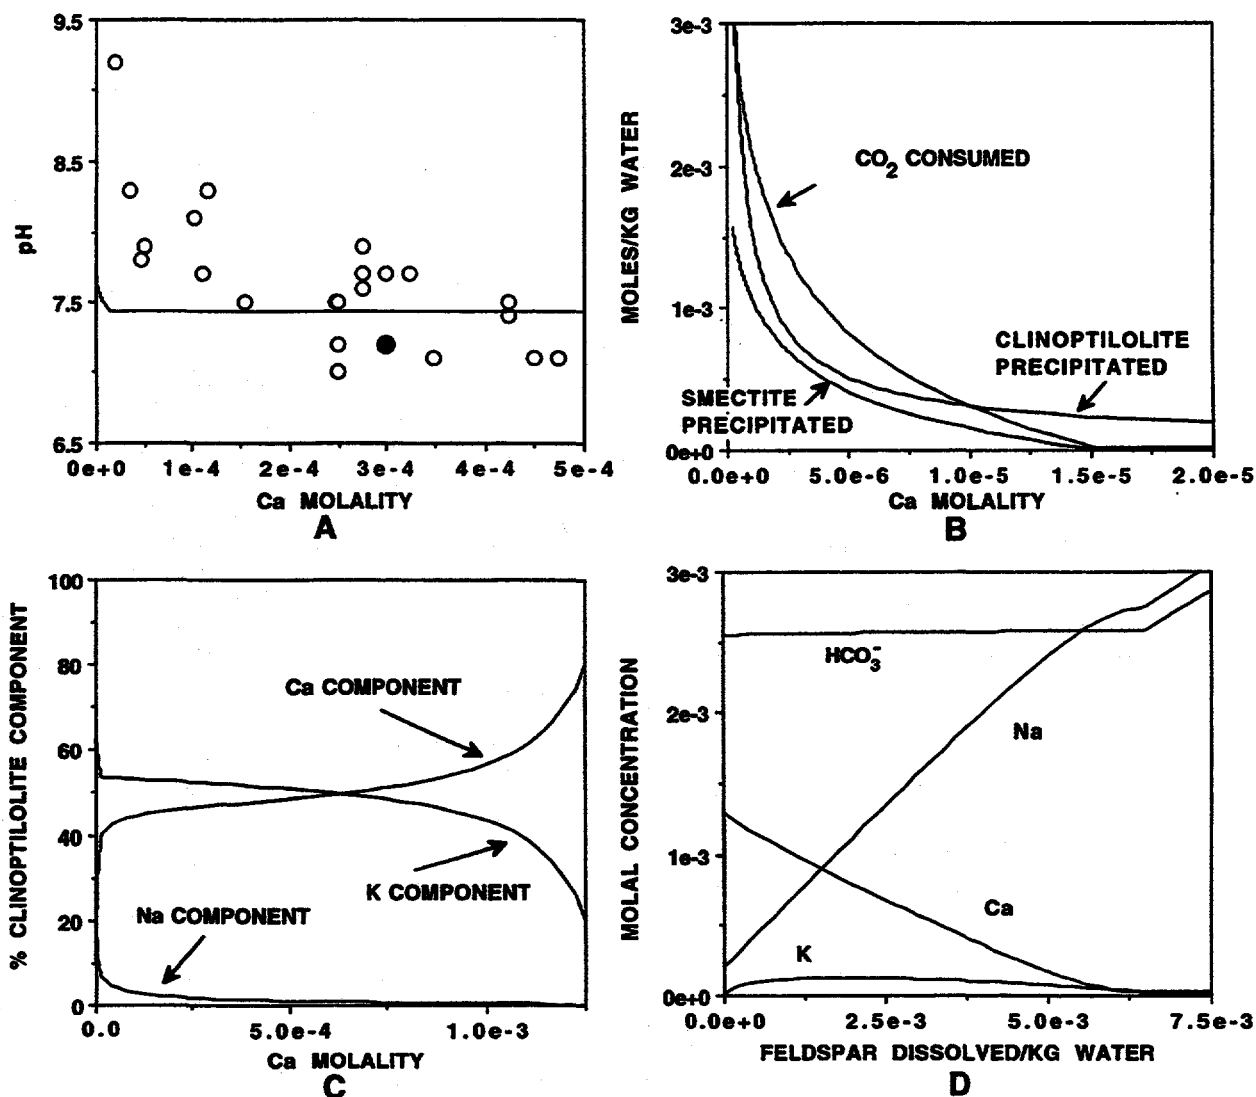 9.5
8.5
7.5
6.5
pH
0e+0 1e-4 2e-4 3e-4 4e-4 5e-4
Ca MOLALITY
A
3e-3
2e-3
1e-3
0e+0
MOLES/KG WATER
CO2 CONSUMED
CLINOPTILOLITE
PRECIPITATED
SMECTITE
PRECIPITATED
0.0e+0 5.0e-6 1.0e-5 1.5e-5 2.0e-5
Ca MOLALITY
B
100
80
60
40
20
0
% CLINOPTILOLITE COMPONENT
Ca COMPONENT
K COMPONENT
Na COMPONENT
0.0 5.0e-4 1.0e-3
Ca MOLALITY
C
3e-3
2e-3
1e-3
0e+0
MOLAL CONCENTRATION
HCO3-
Na
Ca
K
0.0e+0 2.5e-3 5.0e-3 7.5e-3
FELDSPAR DISSOLVED/KG WATER
D